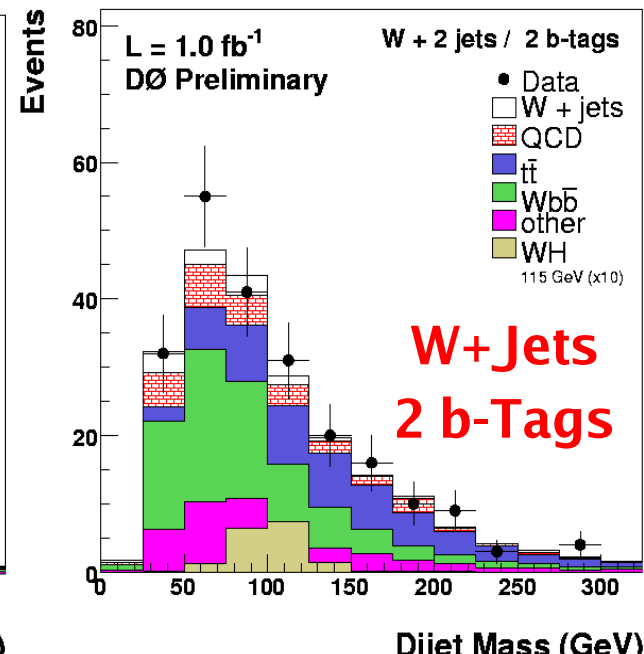 Events
80
60
40
20
0
L = 1.0 fb⁻¹
DØ Preliminary
W + 2 jets / 2 b-tags
Data
W + jets
QCD
tt̄
Wbb̄
other
WH
115 GeV (x10)
W+Jets
2 b-Tags
0 50 100 150 200 250 300
Dijet Mass (GeV)